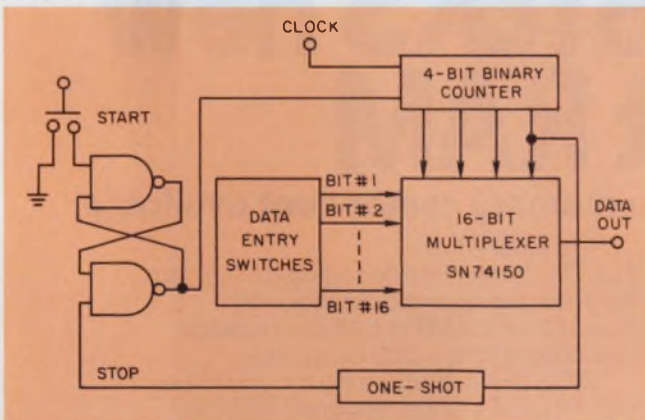 CLOCK
4-BIT BINARY
COUNTER
START
BIT #1
BIT #2
DATA
ENTRY
SWITCHES
16-BIT
MULTIPLEXER
SN74150
DATA
OUT
BIT #16
STOP
ONE-SHOT